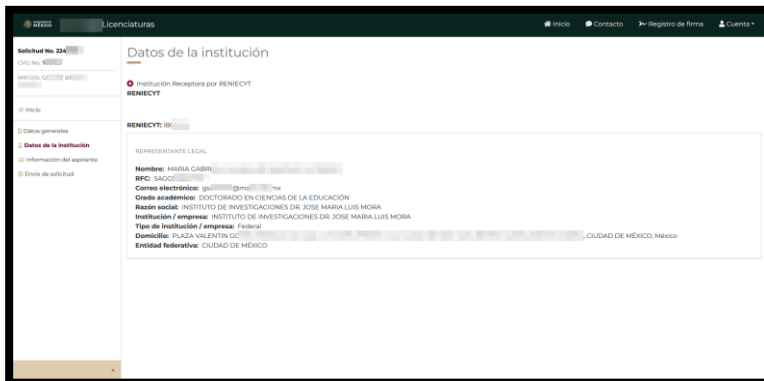 MÉXICO Licenciaturas Inicio Contacto Registro de firma Cuenta
Solicitud No. 224
CVU No.
Inicio
Datos generales
Datos de la institución
Información del aspirante
Envío de solicitud
Datos de la institución
Institución Receptora por RENIECYT
RENIECYT
RENIECYT: 18
REPRESENTANTE LEGAL
Nombre: MARIA GABRI
RFC: SAGG
Correo electrónico: gs @mo mx
Grado académico: DOCTORADO EN CIENCIAS DE LA EDUCACIÓN
Razón social: INSTITUTO DE INVESTIGACIONES DR. JOSE MARIA LUIS MORA
Institución / empresa: INSTITUTO DE INVESTIGACIONES DR. JOSE MARIA LUIS MORA
Tipo de institución / empresa: Federal
Domicilio: PLAZA VALENTIN , CIUDAD DE MÉXICO, México
Entidad federativa: CIUDAD DE MÉXICO